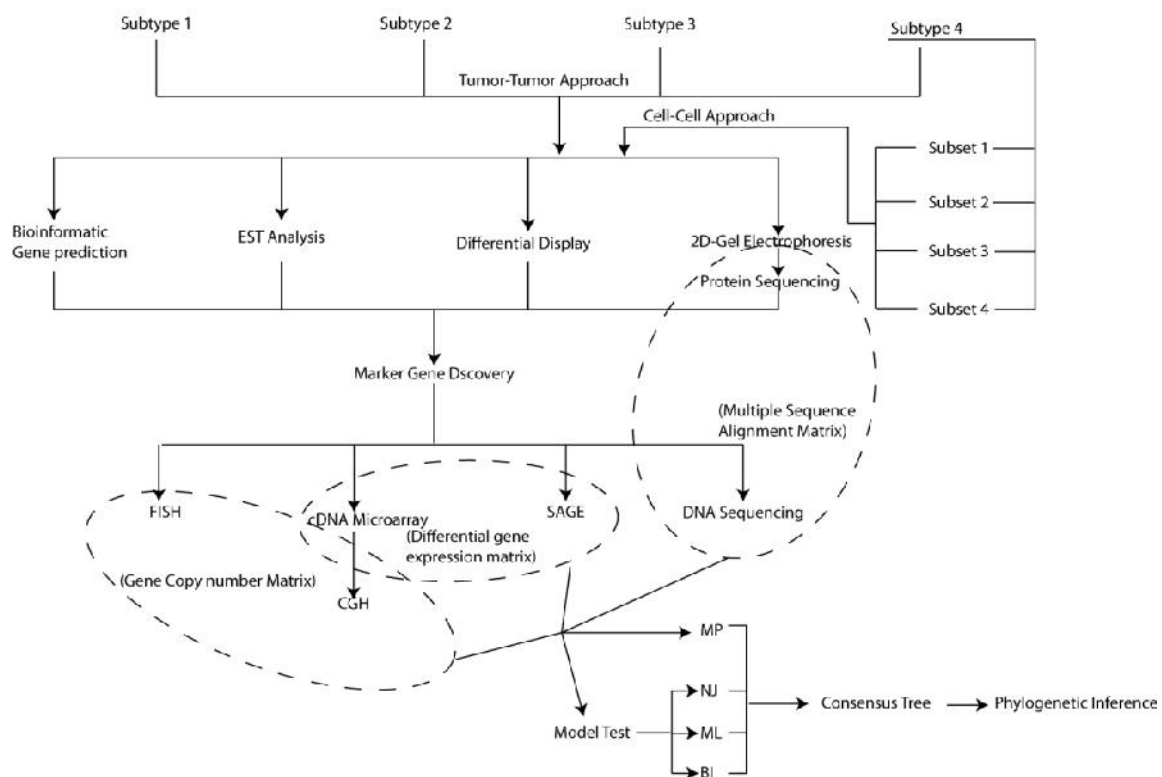 Subtype 1
Subtype 2
Subtype 3
Subtype 4
Tumor-Tumor Approach
Cell-Cell Approach
Subset 1
Subset 2
Subset 3
Subset 4
Bioinformatic
Gene prediction
EST Analysis
Differential Display
2D-Gel Electrophoresis
Protein Sequencing
Marker Gene Dscovery
(Multiple Sequence
Alignment Matrix)
FISH
cDNA Microarray
SAGE
DNA Sequencing
(Differential gene
expression matrix)
(Gene Copy number Matrix)
CGH
MP
NJ
Model Test
ML
BI
Consensus Tree
Phylogenetic Inference